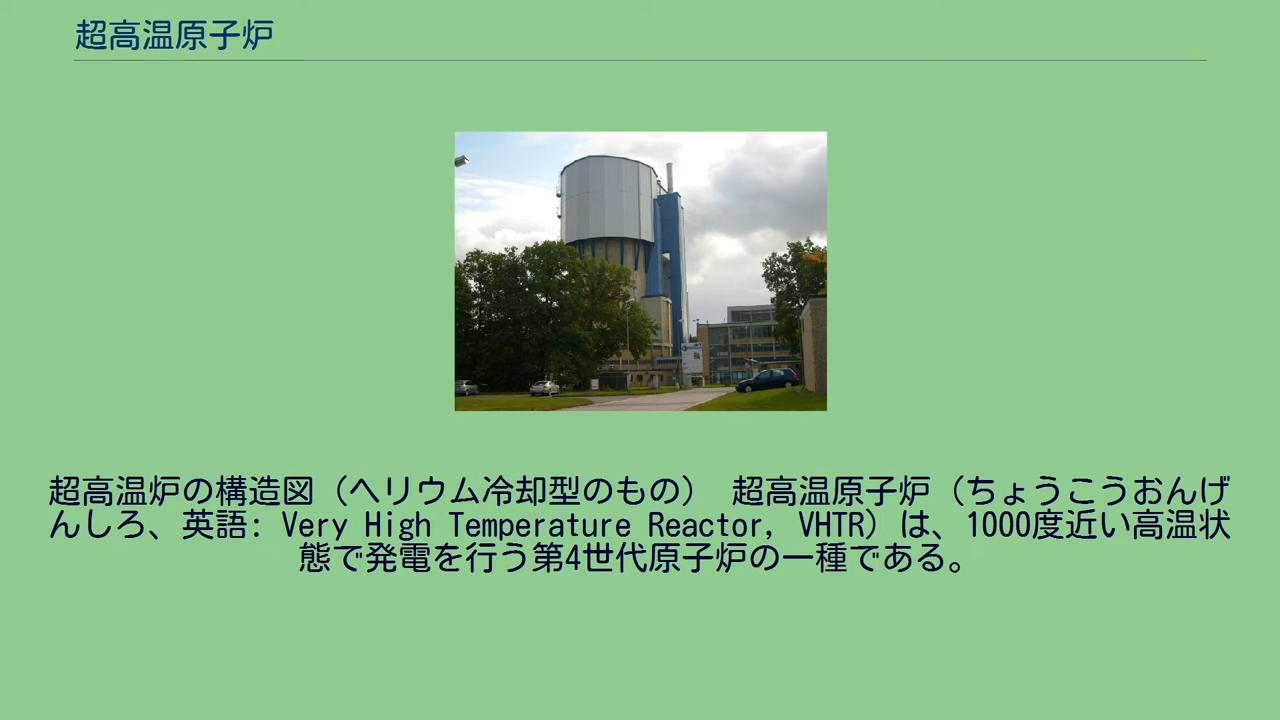 超高温原子炉
超高温炉の構造図（ヘリウム冷却型のもの） 超高温原子炉（ちょうこうおんげ
んしろ、英語: Very High Temperature Reactor, VHTR）は、1000度近い高温状
態で発電を行う第4世代原子炉の一種である。